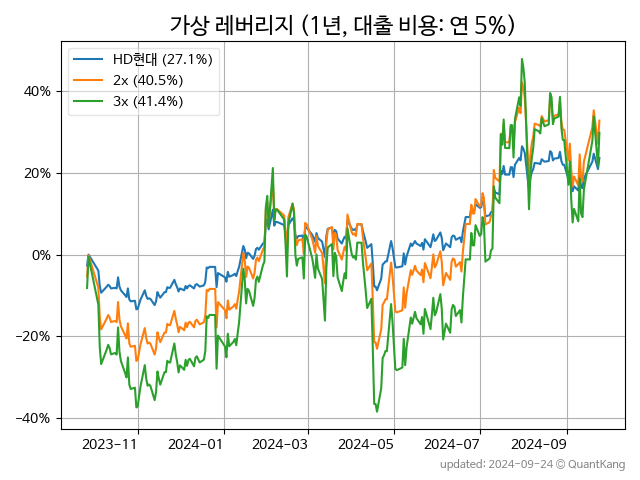 가상 레버리지 (1년, 대출 비용: 연 5%)
HD현대 (27.1%)
2x (40.5%)
3x (41.4%)
40%
20%
0%
−20%
−40%
2023-11
2024-01
2024-03
2024-05
2024-07
2024-09
updated: 2024-09-24 © QuantKang